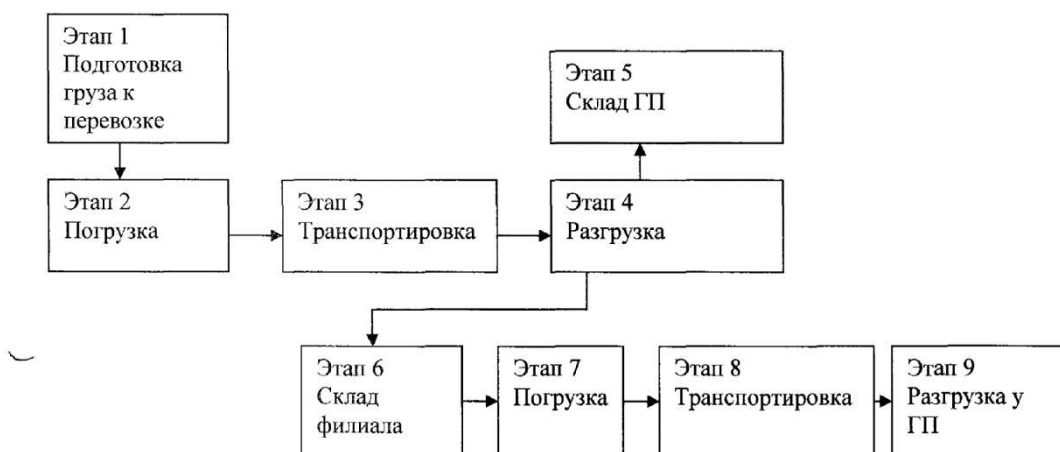 Этап 1
Подготовка
груза к
перевозке
Этап 5
Склад ГП
Этап 2
Погрузка
Этап 3
Транспортировка
Этап 4
Разгрузка
Этап 6
Склад
филиала
Этап 7
Погрузка
Этап 8
Транспортировка
Этап 9
Разгрузка у
ГП